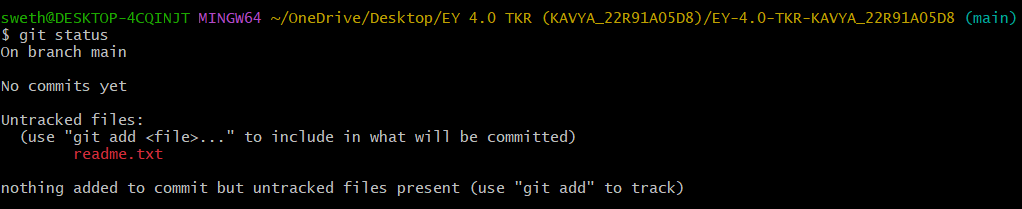 sweth@DESKTOP-4CQINJT MINGW64 ~/OneDrive/Desktop/EY 4.0 TKR (KAVYA_22R91A05D8)/EY-4.0-TKR-KAVYA_22R91A05D8 (main)
$ git status
On branch main
No commits yet
Untracked files:
  (use "git add <file>..." to include in what will be committed)
        readme.txt
nothing added to commit but untracked files present (use "git add" to track)